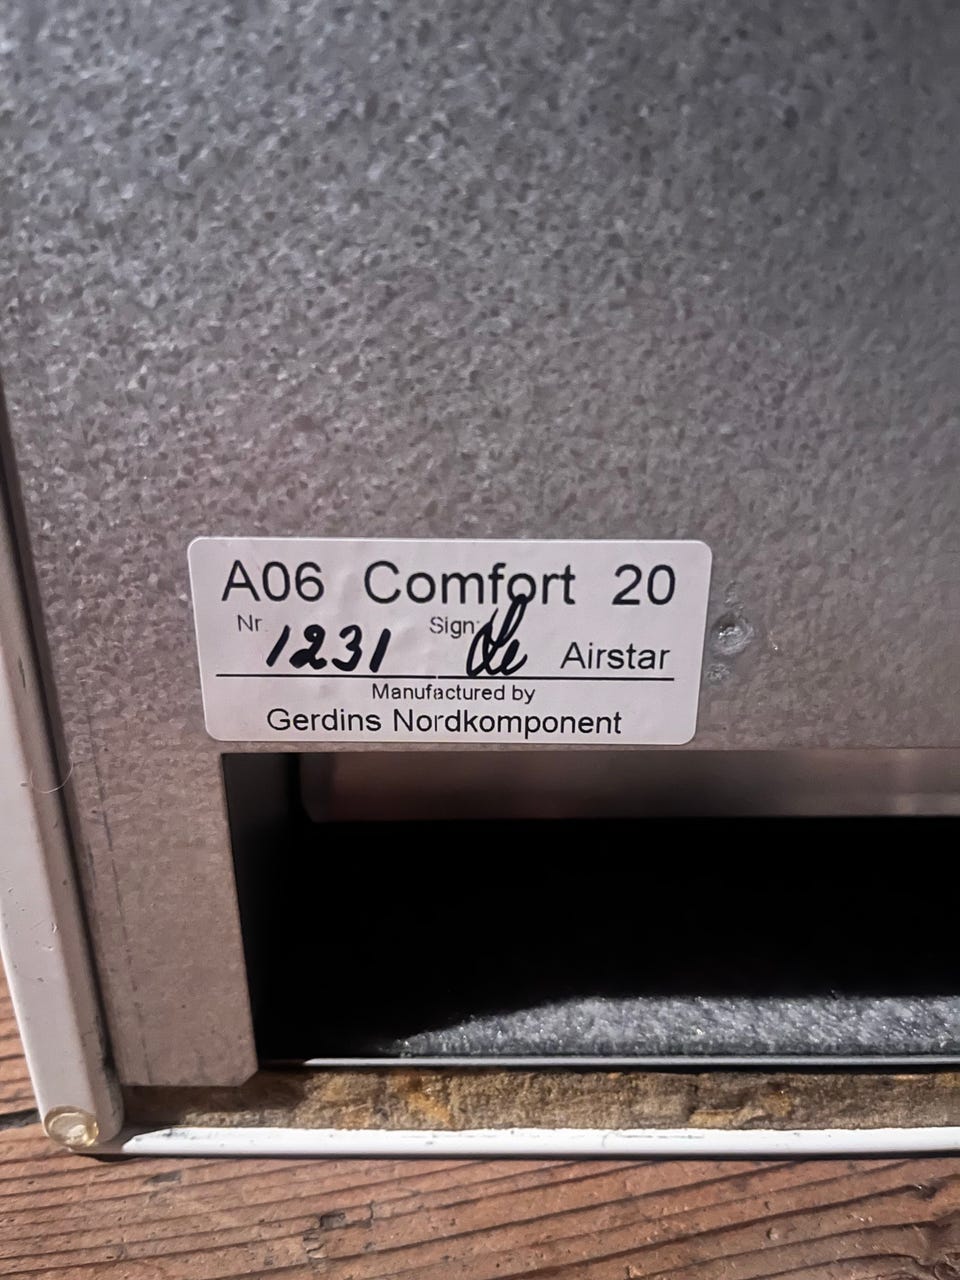 A06 Comfort 20
Nr. 1231 Sign: Airstar
Manufactured by
Gerdins Nordkomponent